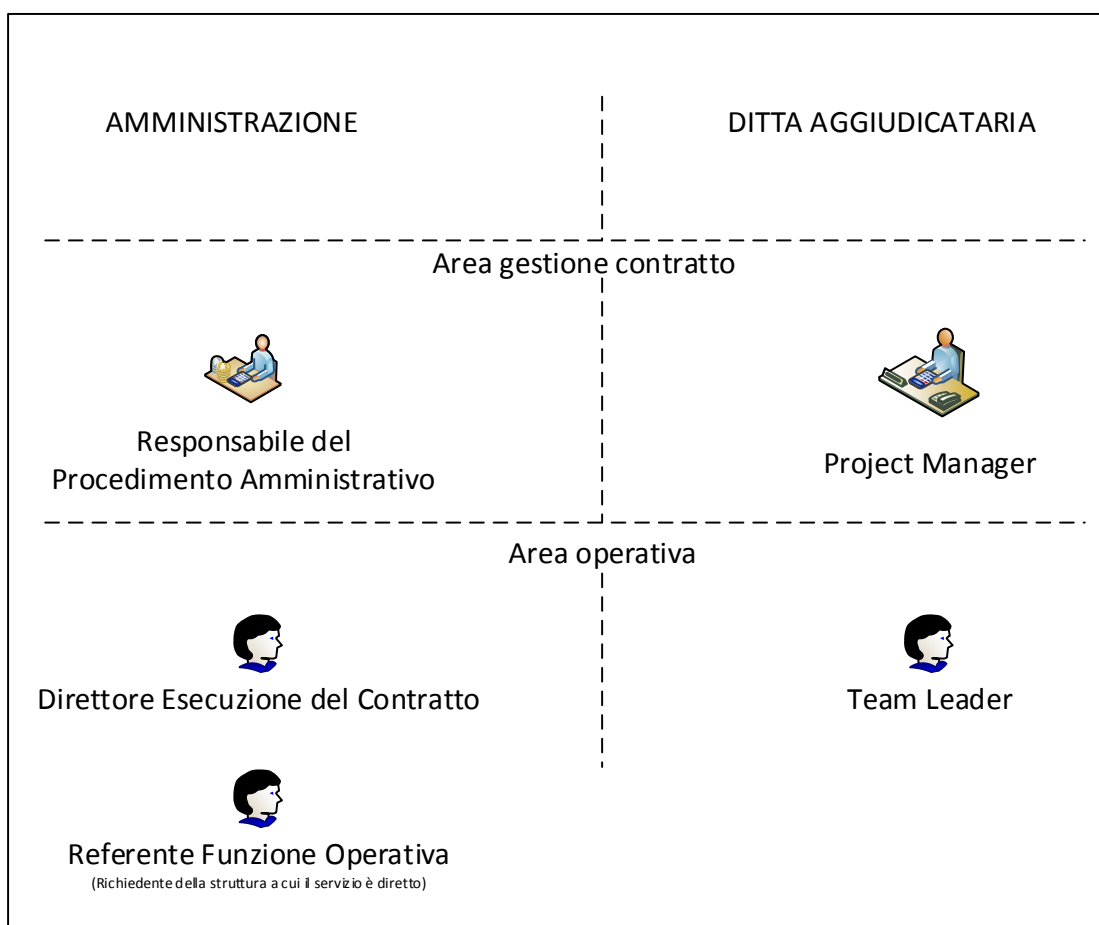 AMMINISTRAZIONE
DITTA AGGIUDICATARIA
Area gestione contratto
Responsabile del
Procedimento Amministrativo
Project Manager
Area operativa
Direttore Esecuzione del Contratto
Team Leader
Referente Funzione Operativa
(Richiedente della struttura a cui il servizio è diretto)